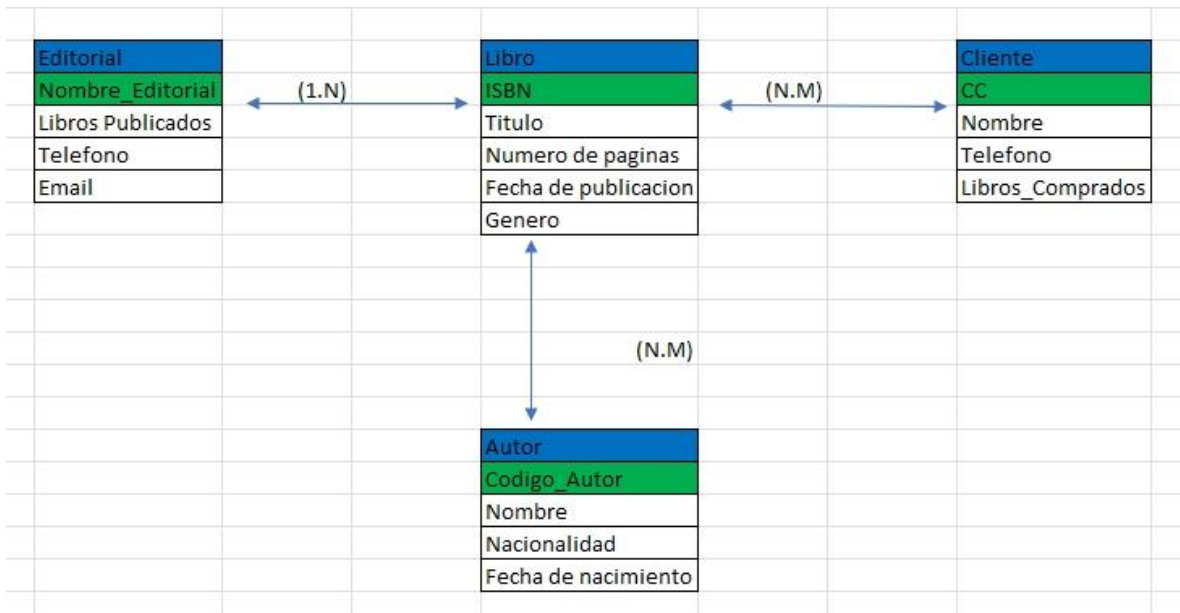 Editorial
Nombre_Editorial
Libros Publicados
Telefono
Email
(1.N)
Libro
ISBN
Titulo
Numero de paginas
Fecha de publicacion
Genero
(N.M)
Cliente
CC
Nombre
Telefono
Libros_Comprados
(N.M)
Autor
Codigo_Autor
Nombre
Nacionalidad
Fecha de nacimiento